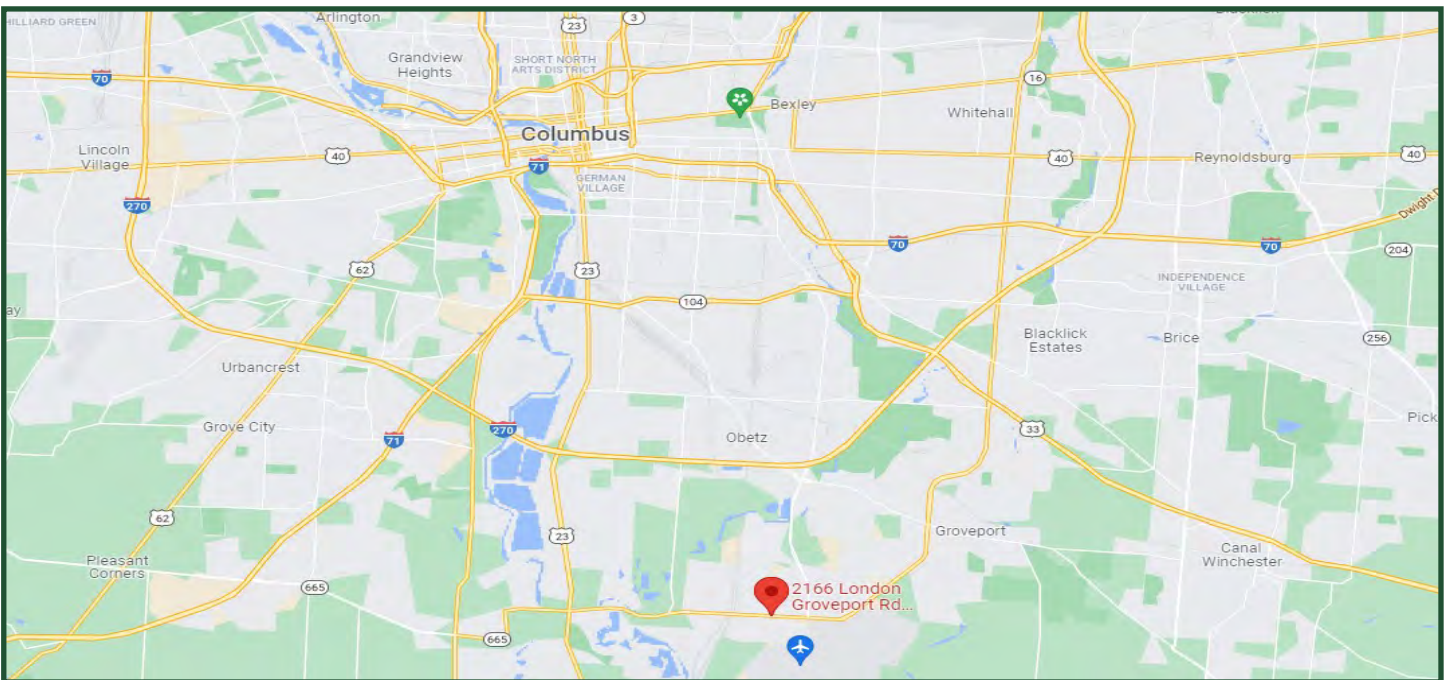 HILLIARD GREEN
Arlington
23
3
Grandview
Heights
SHORT NORTH
ARTS DISTRICT
70
16
Bexley
Whitehall
Columbus
Lincoln
Village
40
71
40
Reynoldsburg
40
GERMAN
VILLAGE
270
Dwight
70
70
204
62
23
INDEPENDENCE
VILLAGE
104
ay
Blacklick
Estates
Brice
256
Urbancrest
Grove City
71
270
Obetz
33
Pick
62
23
Groveport
Canal
Winchester
Pleasant
Corners
665
2166 London
Groveport Rd...
665